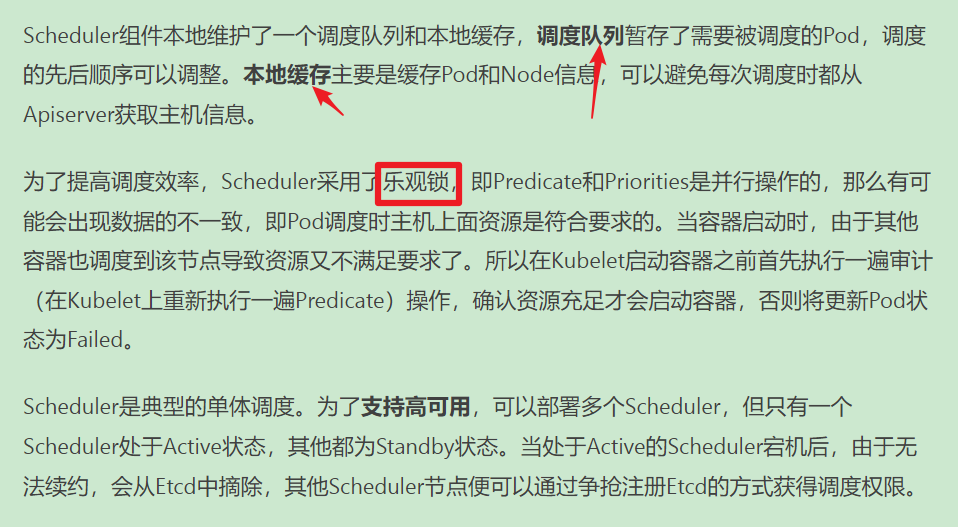 Scheduler组件本地维护了一个调度队列和本地缓存，调度队列暂存了需要被调度的Pod，调度
的先后顺序可以调整。本地缓存主要是缓存Pod和Node信息，可以避免每次调度时都从
Apiserver获取主机信息。
为了提高调度效率，Scheduler采用了乐观锁，即Predicate和Priorities是并行操作的，那么有可
能会出现数据的不一致，即Pod调度时主机上面资源是符合要求的。当容器启动时，由于其他
容器也调度到该节点导致资源又不满足要求了。所以在Kubelet启动容器之前首先执行一遍审计
（在Kubelet上重新执行一遍Predicate）操作，确认资源充足才会启动容器，否则将更新Pod状
态为Failed。
Scheduler是典型的单体调度。为了支持高可用，可以部署多个Scheduler，但只有一个
Scheduler处于Active状态，其他都为Standby状态。当处于Active的Scheduler宕机后，由于无
法续约，会从Etcd中摘除，其他Scheduler节点便可以通过争抢注册Etcd的方式获得调度权限。